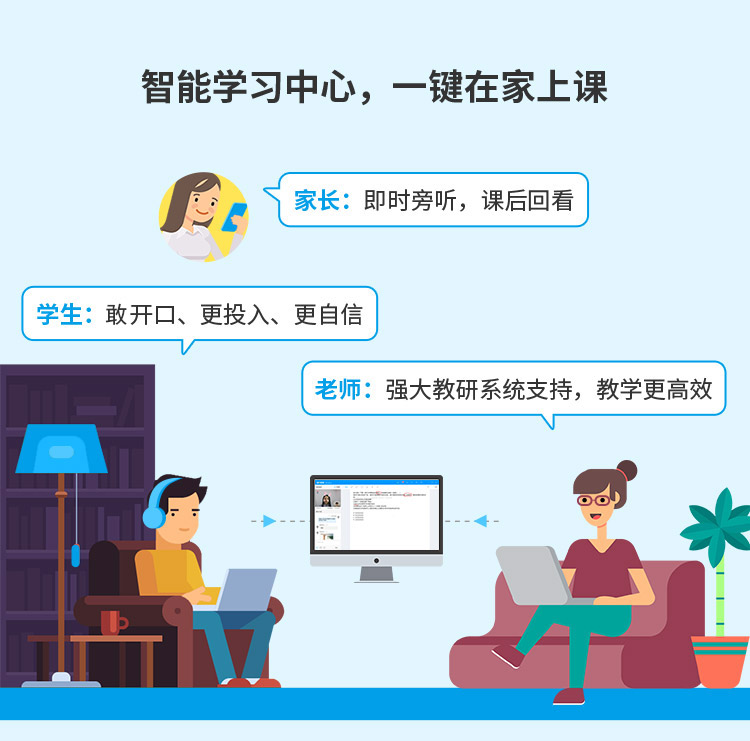 智能学习中心，一键在家上课
家长：即时旁听，课后回看
学生：敢开口、更投入、更自信
老师：强大教研系统支持，教学更高效